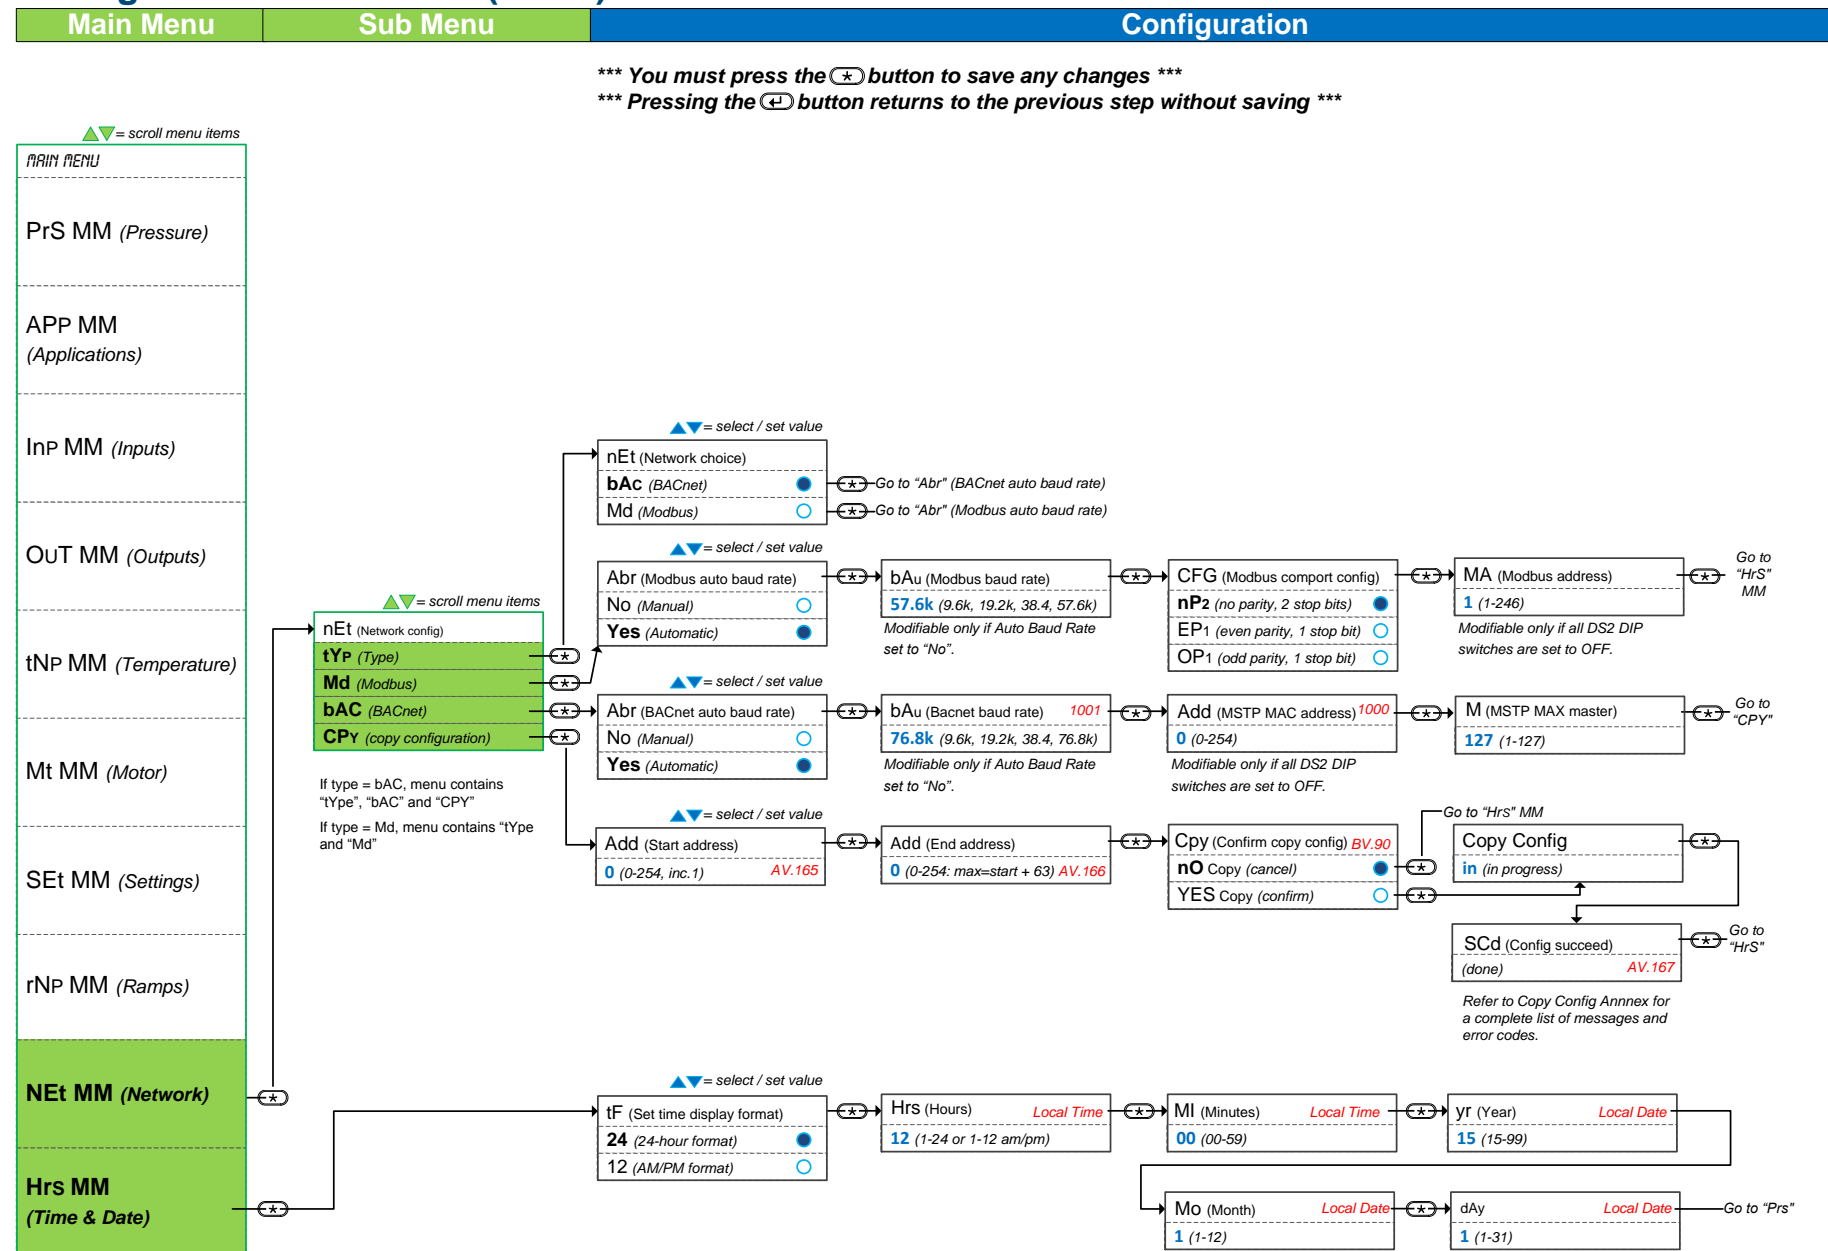 Main Menu
Sub Menu
Configuration
*** You must press the * button to save any changes ***
*** Pressing the ↵ button returns to the previous step without saving ***
= scroll menu items
MAIN MENU
PrS MM (Pressure)
APP MM
(Applications)
InP MM (Inputs)
OUT MM (Outputs)
tNP MM (Temperature)
Mt MM (Motor)
SEt MM (Settings)
rNP MM (Ramps)
NEt MM (Network)
Hrs MM
(Time & Date)
= scroll menu items
nEt (Network config)
tYP (Type)
Md (Modbus)
bAC (BACnet)
CPY (copy configuration)
If type = bAC, menu contains
“tYpe”, “bAC” and “CPY”
If type = Md, menu contains “tYpe
and “Md”
= select / set value
nEt (Network choice)
bAc (BACnet)
Go to “Abr” (BACnet auto baud rate)
Md (Modbus)
Go to “Abr” (Modbus auto baud rate)
= select / set value
Abr (Modbus auto baud rate)
No (Manual)
Yes (Automatic)
bAu (Modbus baud rate)
57.6k (9.6k, 19.2k, 38.4, 57.6k)
Modifiable only if Auto Baud Rate
set to “No”.
CFG (Modbus comport config)
nP2 (no parity, 2 stop bits)
EP1 (even parity, 1 stop bit)
OP1 (odd parity, 1 stop bit)
MA (Modbus address)
1 (1-246)
Modifiable only if all DS2 DIP
switches are set to OFF.
Go to
“HrS”
MM
= select / set value
Abr (BACnet auto baud rate)
No (Manual)
Yes (Automatic)
bAu (Bacnet baud rate) 1001
76.8k (9.6k, 19.2k, 38.4, 76.8k)
Modifiable only if Auto Baud Rate
set to “No”.
Add (MSTP MAC address) 1000
0 (0-254)
Modifiable only if all DS2 DIP
switches are set to OFF.
M (MSTP MAX master)
127 (1-127)
Go to
“CPY”
= select / set value
Add (Start address)
0 (0-254, inc.1) AV.165
Add (End address)
0 (0-254: max=start + 63) AV.166
Cpy (Confirm copy config) BV.90
nO Copy (cancel)
YES Copy (confirm)
Go to “Hrs” MM
Copy Config
in (in progress)
SCd (Config succeed)
(done) AV.167
Go to
“HrS”
Refer to Copy Config Annnex for
a complete list of messages and
error codes.
= select / set value
tF (Set time display format)
24 (24-hour format)
12 (AM/PM format)
Hrs (Hours) Local Time
12 (1-24 or 1-12 am/pm)
MI (Minutes) Local Time
00 (00-59)
yr (Year) Local Date
15 (15-99)
Mo (Month) Local Date
1 (1-12)
dAy Local Date
1 (1-31)
Go to “Prs”